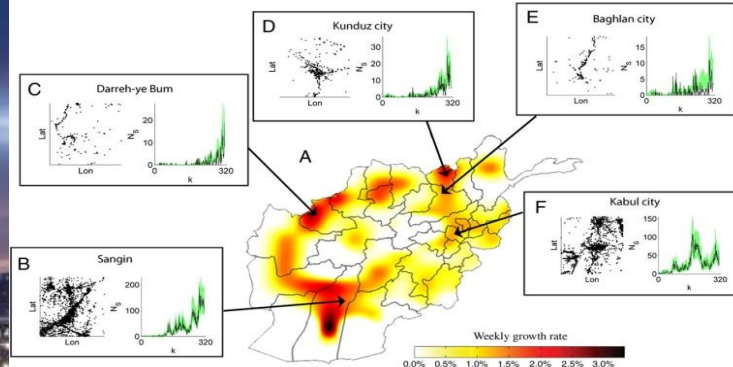 D
Kunduz city
Lat
Lon
N_S
30
20
10
0
0
320
k
E
Baghlan city
Lat
Lon
N_S
15
10
5
0
0
320
k
C
Darreh-ye Bum
Lat
Lon
N_S
20
10
0
0
320
k
A
F
Kabul city
Lat
Lon
N_S
150
100
50
0
0
320
k
B
Sangin
Lat
Lon
N_S
200
100
0
0
320
k
Weekly growth rate
0.0% 0.5% 1.0% 1.5% 2.0% 2.5% 3.0%